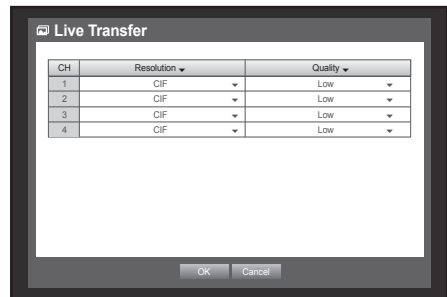 Live Transfer
CH Resolution Quality
1 CIF Low
2 CIF Low
3 CIF Low
4 CIF Low
OK Cancel